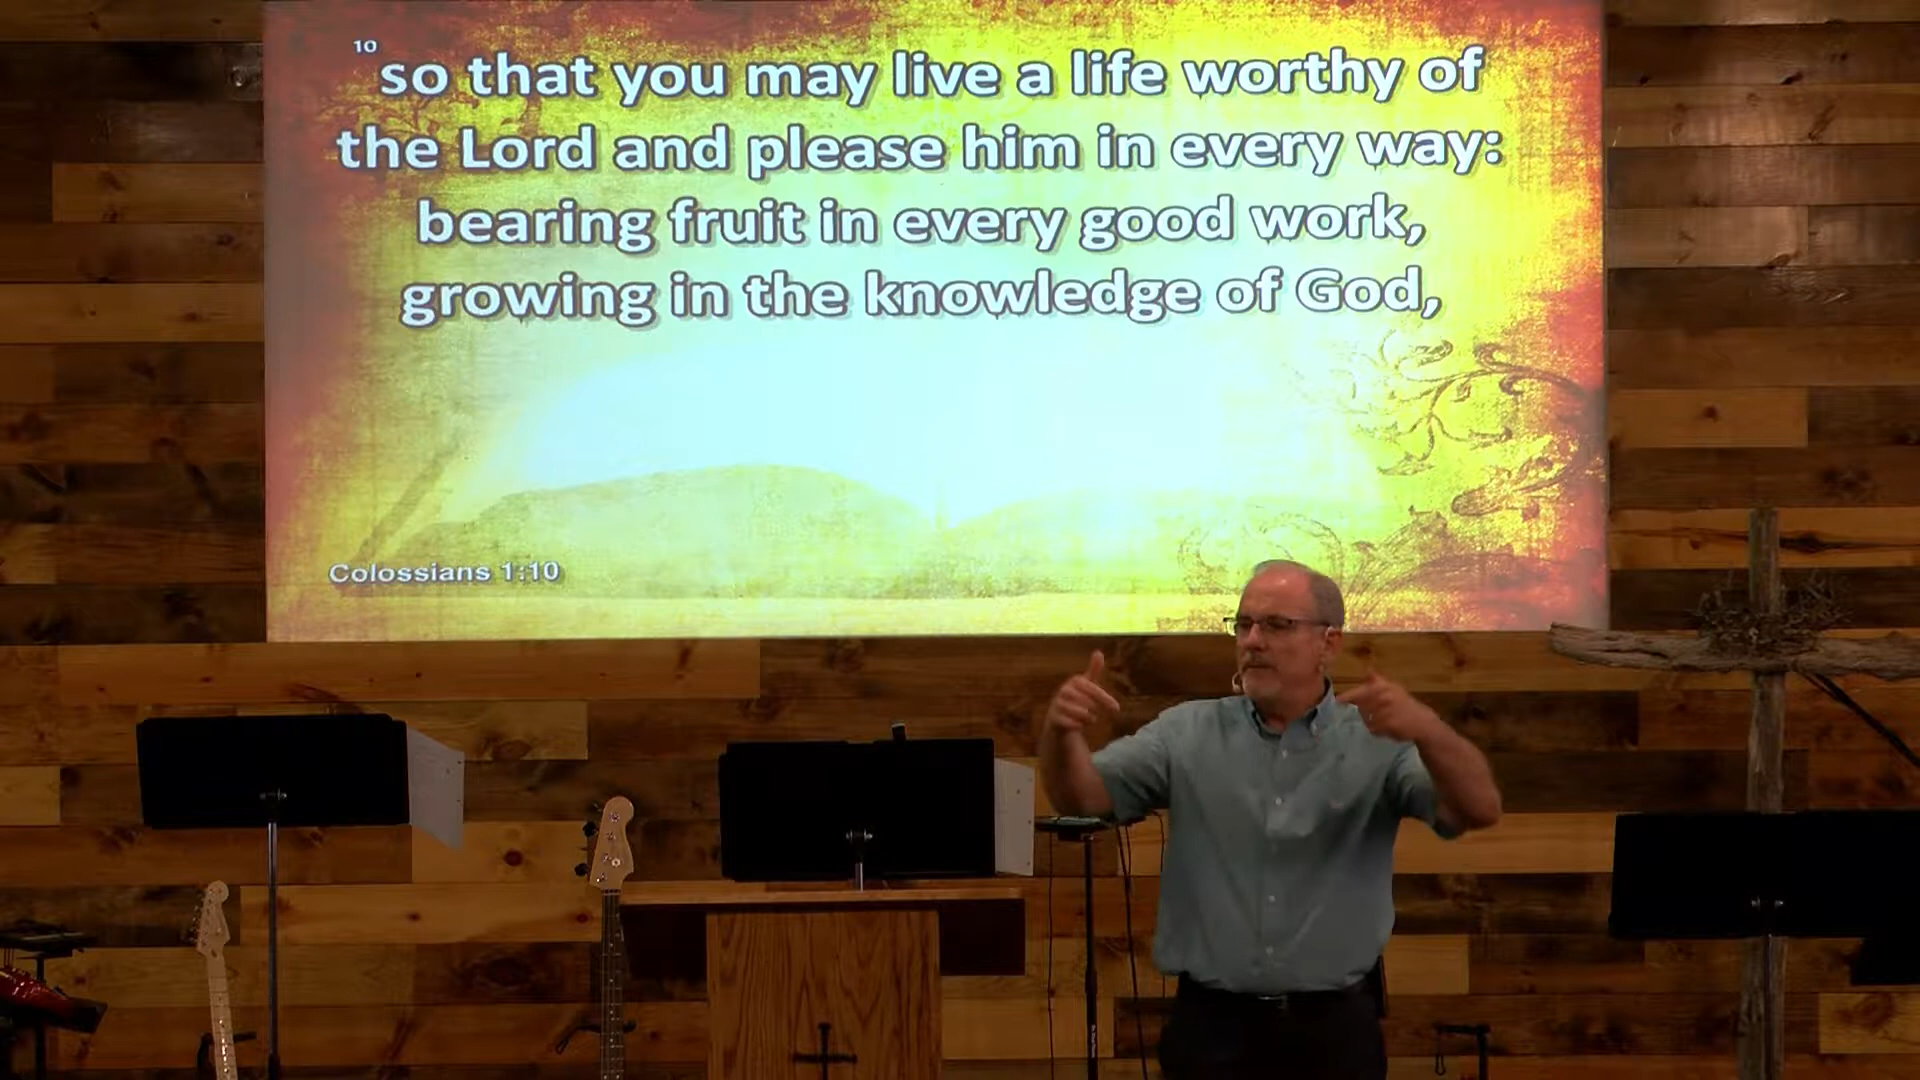 10
so that you may live a life worthy of
the Lord and please him in every way:
bearing fruit in every good work,
growing in the knowledge of God,
Colossians 1:10